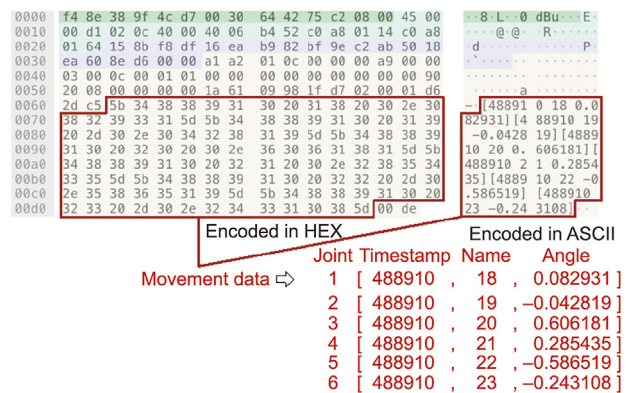 0000 f4 8e 38 9f 4c d7 00 30 64 42 75 c2 08 00 45 00 ··8·L··0 dBu···E·
0010 00 d1 02 0c 40 00 40 06 b4 52 c0 a8 01 14 c0 a8 ····@·@· ·R······
0020 01 64 15 8b f8 df 16 ea b9 82 bf 9e c2 ab 50 18 ·d······ ······P·
0030 ea 60 8e d6 00 00 a1 a2 01 0c 00 00 00 a9 00 00
0040 03 00 0c 00 01 01 00 00 00 00 00 00 00 00 00 90
0050 20 08 00 00 00 00 1a 61 09 98 1f d7 02 00 01 d6 ·······a ········
0060 2d c5 5b 34 38 38 39 31 30 20 31 38 20 30 2e 30 -·[48891 0 18 0.0
0070 38 32 39 33 31 5d 5b 34 38 38 39 31 30 20 31 39 82931][4 88910 19
0080 20 2d 30 2e 30 34 32 38 31 39 5d 5b 34 38 38 39 -0.0428 19][4889
0090 31 30 20 32 30 20 30 2e 36 30 36 31 38 31 5d 5b 10 20 0. 606181][
00a0 34 38 38 39 31 30 20 32 31 20 2e 32 38 35 34 488910 2 1 0.2854
00b0 33 35 5d 5b 34 38 38 39 31 30 20 32 32 20 2d 30 35][4889 10 22 -0
00c0 2e 35 38 36 35 31 39 5d 5b 34 38 38 39 31 30 20 .586519] [488910
00d0 32 33 20 2d 30 2e 32 34 33 31 30 38 5d 00 de 23 -0.24 3108]··
Encoded in HEX Encoded in ASCII
Joint Timestamp Name Angle
Movement data ⇨ 1 [ 488910 , 18 , 0.082931 ]
2 [ 488910 , 19 , –0.042819 ]
3 [ 488910 , 20 , 0.606181 ]
4 [ 488910 , 21 , 0.285435 ]
5 [ 488910 , 22 , –0.586519 ]
6 [ 488910 , 23 , –0.243108 ]